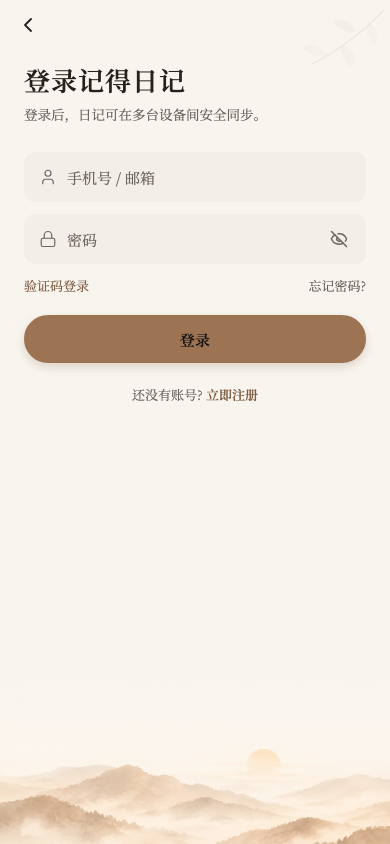 登录记得日记
登录后，日记可在多台设备间安全同步。
手机号 / 邮箱
密码
验证码登录 忘记密码?
登录
还没有账号? 立即注册